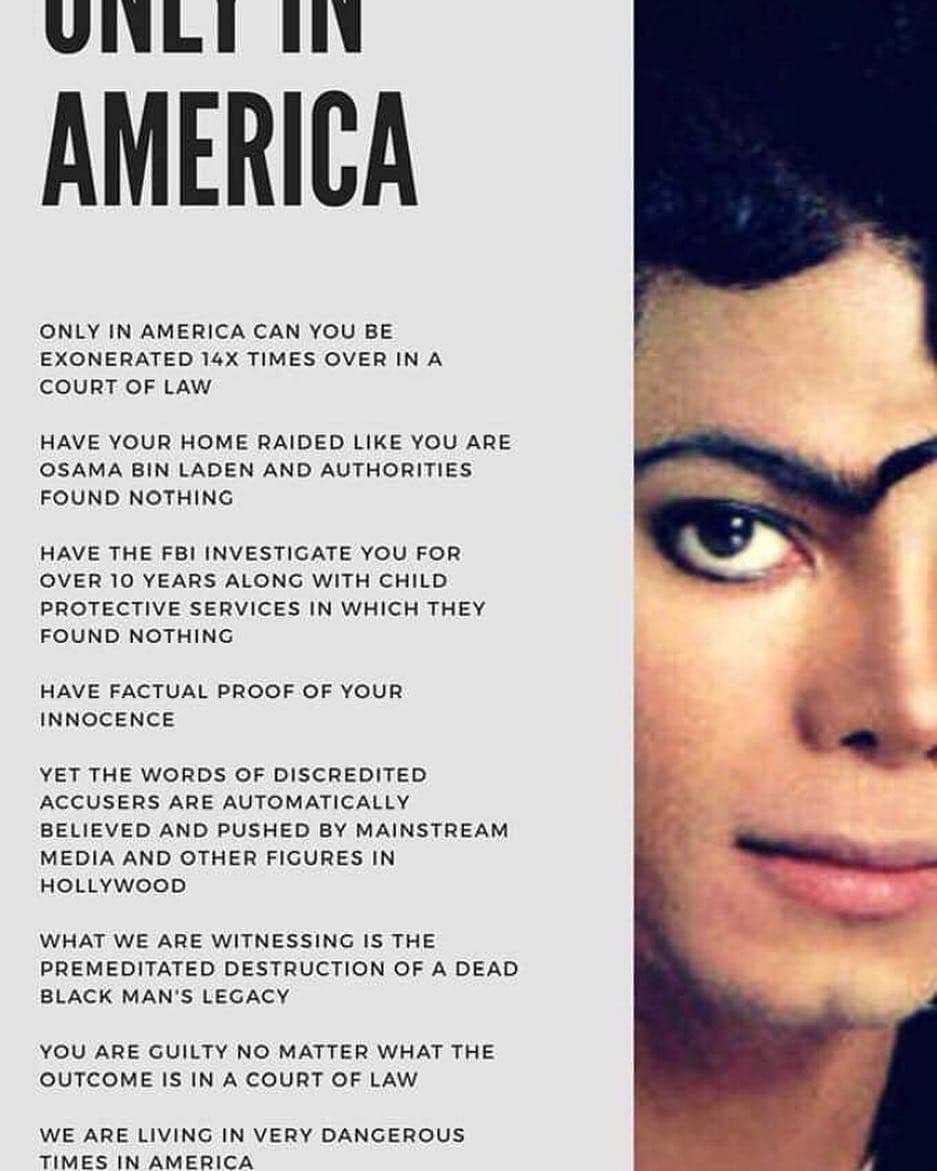 ONLY IN
AMERICA
ONLY IN AMERICA CAN YOU BE
EXONERATED 14X TIMES OVER IN A
COURT OF LAW
HAVE YOUR HOME RAIDED LIKE YOU ARE
OSAMA BIN LADEN AND AUTHORITIES
FOUND NOTHING
HAVE THE FBI INVESTIGATE YOU FOR
OVER 10 YEARS ALONG WITH CHILD
PROTECTIVE SERVICES IN WHICH THEY
FOUND NOTHING
HAVE FACTUAL PROOF OF YOUR
INNOCENCE
YET THE WORDS OF DISCREDITED
ACCUSERS ARE AUTOMATICALLY
BELIEVED AND PUSHED BY MAINSTREAM
MEDIA AND OTHER FIGURES IN
HOLLYWOOD
WHAT WE ARE WITNESSING IS THE
PREMEDITATED DESTRUCTION OF A DEAD
BLACK MAN'S LEGACY
YOU ARE GUILTY NO MATTER WHAT THE
OUTCOME IS IN A COURT OF LAW
WE ARE LIVING IN VERY DANGEROUS
TIMES IN AMERICA